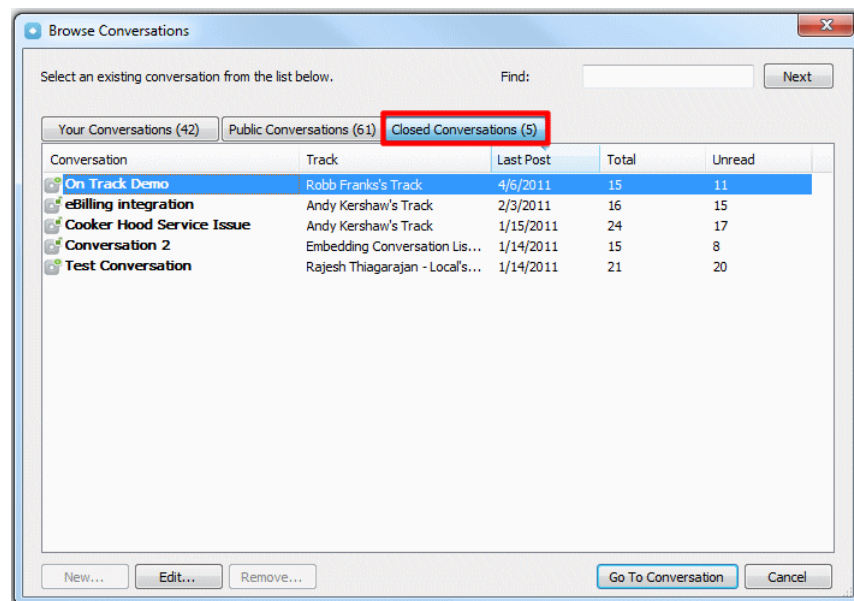 Browse Conversations
Select an existing conversation from the list below. Find: Next
Your Conversations (42) Public Conversations (61) Closed Conversations (5)
Conversation Track Last Post Total Unread
On Track Demo Robb Franks's Track 4/6/2011 15 11
eBilling integration Andy Kershaw's Track 2/3/2011 16 15
Cooker Hood Service Issue Andy Kershaw's Track 1/15/2011 24 17
Conversation 2 Embedding Conversation Lis... 1/14/2011 15 8
Test Conversation Rajesh Thiagarajan - Local's... 1/14/2011 21 20
New... Edit... Remove... Go To Conversation Cancel